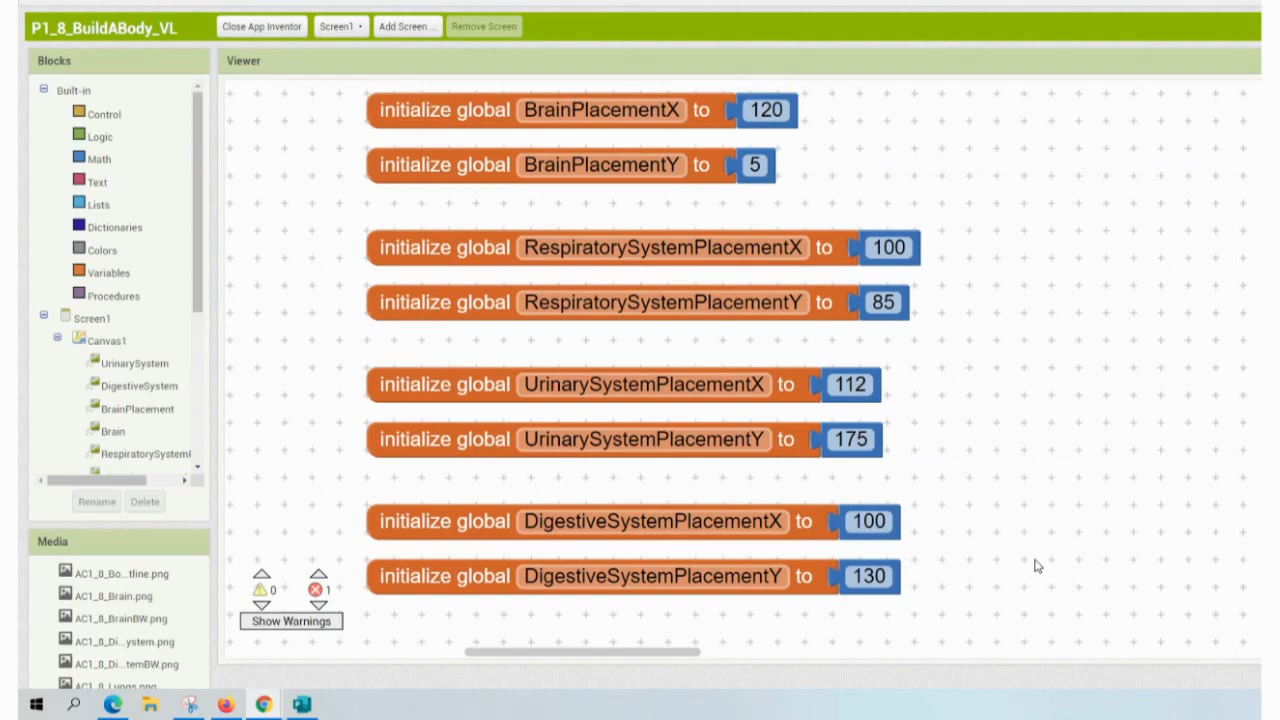 P1_8_BuildABody_VL
Close App Inventor
Screen1
Add Screen ...
Remove Screen
Blocks
Viewer
Built-in
Control
Logic
Math
Text
Lists
Dictionaries
Colors
Variables
Procedures
Screen1
Canvas1
UrinarySystem
DigestiveSystem
BrainPlacement
Brain
RespiratorySystem
Rename
Delete
Media
AC1_8_Bo...tline.png
AC1_8_Brain.png
AC1_8_BrainBW.png
AC1_8_Di...ystem.png
AC1_8_Di...temBW.png
AC1_8_Lungs.png
initialize global BrainPlacementX to 120
initialize global BrainPlacementY to 5
initialize global RespiratorySystemPlacementX to 100
initialize global RespiratorySystemPlacementY to 85
initialize global UrinarySystemPlacementX to 112
initialize global UrinarySystemPlacementY to 175
initialize global DigestiveSystemPlacementX to 100
initialize global DigestiveSystemPlacementY to 130
0
1
Show Warnings